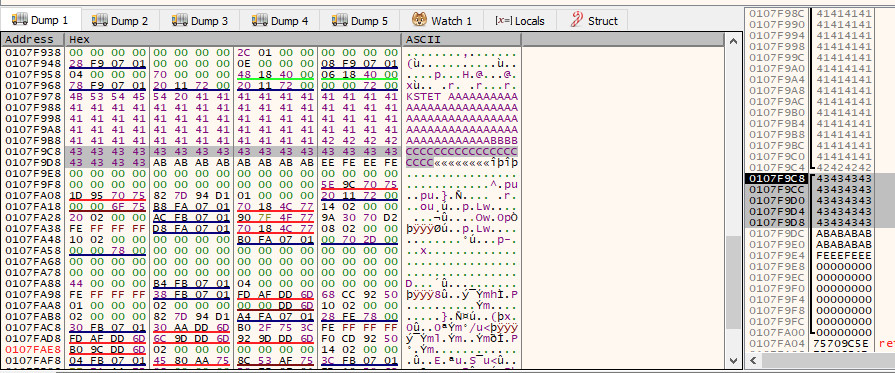 Dump 1 Dump 2 Dump 3 Dump 4 Dump 5 Watch 1 [x=] Locals Struct
Address Hex ASCII
0107F938 00 00 00 00 00 00 00 00 2C 01 00 00 00 00 00 00 ........,.......
0107F948 28 F9 07 01 00 00 00 00 0E 00 00 00 08 F9 07 01 (ù...........ù..
0107F958 04 00 00 00 70 00 00 00 48 18 40 00 06 18 40 00 ....p...H.@...@.
0107F968 78 F9 07 01 20 11 72 00 20 11 72 00 00 00 72 00 xù.. .r. .r...r.
0107F978 4B 53 54 45 54 20 41 41 41 41 41 41 41 41 41 41 KSTET AAAAAAAAAA
0107F988 41 41 41 41 41 41 41 41 41 41 41 41 41 41 41 41 AAAAAAAAAAAAAAAA
0107F998 41 41 41 41 41 41 41 41 41 41 41 41 41 41 41 41 AAAAAAAAAAAAAAAA
0107F9A8 41 41 41 41 41 41 41 41 41 41 41 41 41 41 41 41 AAAAAAAAAAAAAAAA
0107F9B8 41 41 41 41 41 41 41 41 41 41 41 41 42 42 42 42 AAAAAAAAAAAABBBB
0107F9C8 43 43 43 43 43 43 43 43 43 43 43 43 43 43 43 43 CCCCCCCCCCCCCCCC
0107F9D8 43 43 43 43 AB AB AB AB AB AB AB AB EE FE EE FE CCCC««««««««îþîþ
0107F9E8 00 00 00 00 00 00 00 00 00 00 00 00 00 00 00 00 ................
0107F9F8 00 00 00 00 00 00 00 00 00 00 00 00 5E 9C 70 75 ............^.pu
0107FA08 1D 95 70 75 82 7D 94 D1 01 00 00 00 20 11 72 00 ..pu.}.Ñ.... .r.
0107FA18 00 00 6F 75 B8 FA 07 01 70 18 4C 77 14 02 00 00
0107FA28 20 00 00 00 AC FB 07 01 90 7F 4F 77 9A 30 70 D2
0107FA38 FE FF FF FF D8 FA 07 01 70 18 4C 77 08 02 00 00
0107FA48 10 02 00 00 00 00 00 00 B0 FA 07 01 00 70 2D 00
0107FA58 00 00 78 00 00 00 00 00 00 00 00 00 00 00 00 00 ..x.............
0107FA68 00 00 00 00 00 00 00 00 00 00 00 00 00 00 00 00 ................
0107FA78 00 00 00 00 00 00 00 00 00 00 00 00 00 00 00 00 ................
0107FA88 44 00 00 00 B4 FB 07 01 04 00 00 00 00 00 00 00
0107FA98 FE FF FF FF 38 FB 07 01 FD AF DD 6D 68 CC 92 50
0107FAA8 01 00 00 00 02 00 00 00 00 00 DD 6D 10 02 00 00
0107FAB8 02 00 00 00 82 7D 94 D1 A4 FA 07 01 28 FE 78 00
0107FAC8 30 FB 07 01 30 AA DD 6D B0 2F 75 3C FE FF FF FF
0107FAD8 FD AF DD 6D 6C 9D DD 6D 92 9D DD 6D F0 CD 92 50
0107FAE8 B0 9C DD 6D 02 00 00 00 00 00 00 00 14 02 00 00
0107FAF8 04 FB 07 01 45 80 AA 75 8C 53 AF 75 3C FB 07 01
0107F98C 41414141
0107F990 41414141
0107F994 41414141
0107F998 41414141
0107F99C 41414141
0107F9A0 41414141
0107F9A4 41414141
0107F9A8 41414141
0107F9AC 41414141
0107F9B0 41414141
0107F9B4 41414141
0107F9B8 41414141
0107F9C0 41414141
0107F9C4 42424242
0107F9C8 43434343
0107F9CC 43434343
0107F9D0 43434343
0107F9D4 43434343
0107F9D8 43434343
0107F9DC ABABABAB
0107F9E0 ABABABAB
0107F9E4 FEEEFEEE
0107F9E8 00000000
0107F9EC 00000000
0107F9F0 00000000
0107F9F4 00000000
0107F9F8 00000000
0107F9FC 00000000
0107FA00 00000000
0107FA04 75709C5E